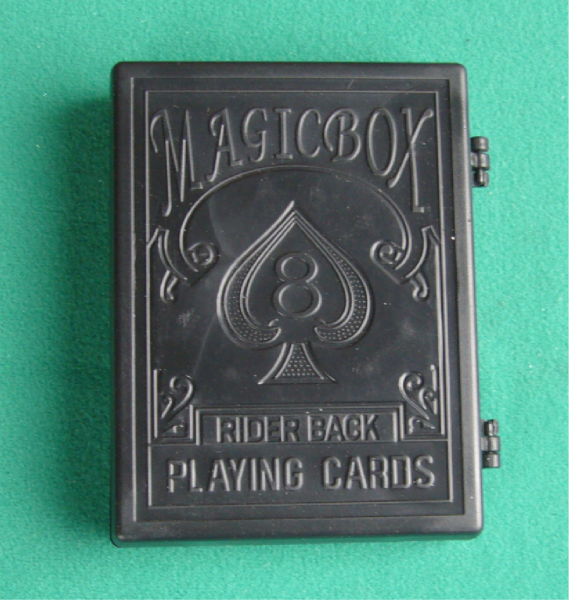 MAGICBOX
8
RIDER BACK
PLAYING CARDS